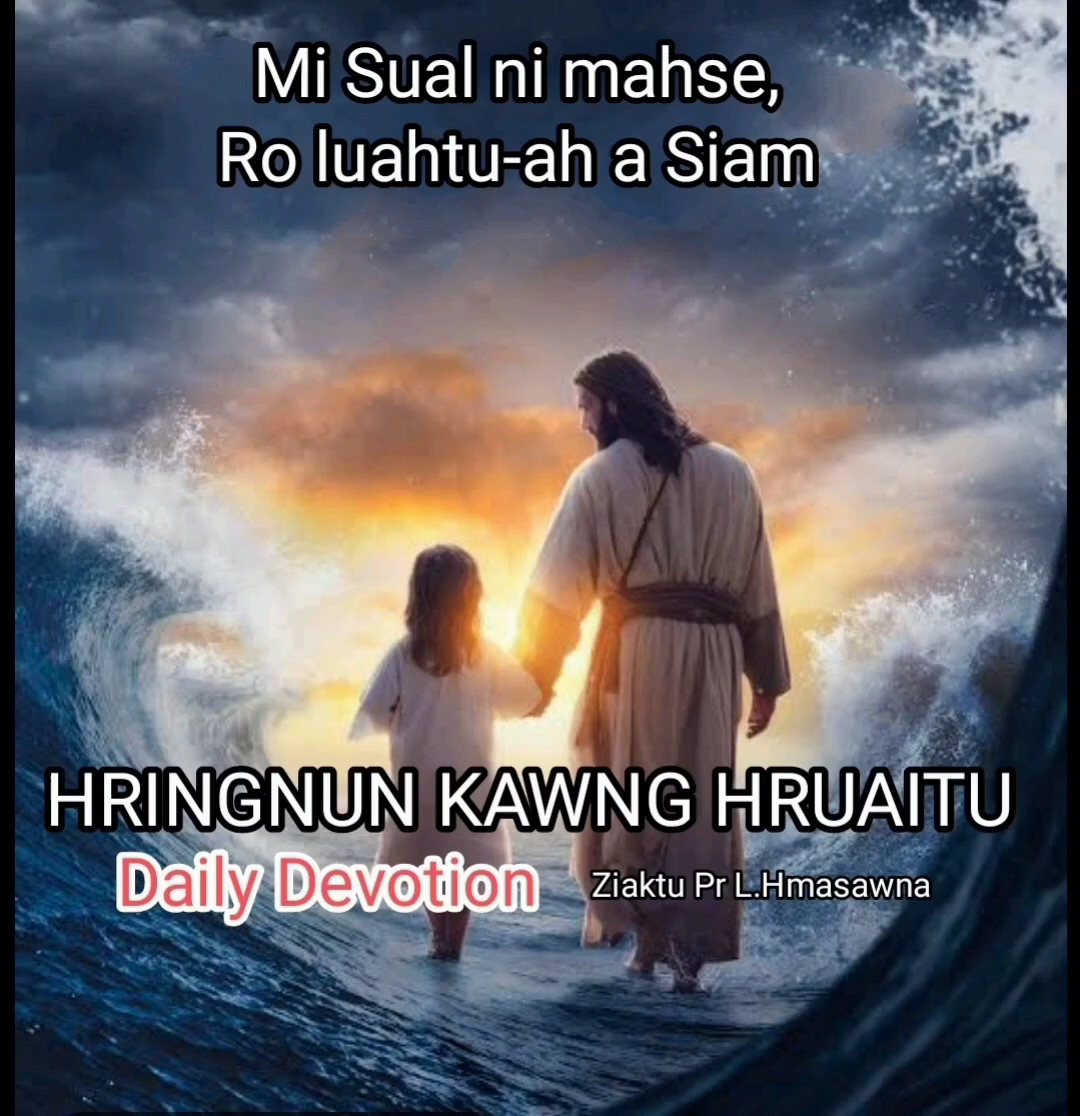 Mi Sual ni mahse,
Ro luahtu-ah a Siam
HRINGNUN KAWNG HRUAITU
Daily Devotion Ziaktu Pr L.Hmasawna